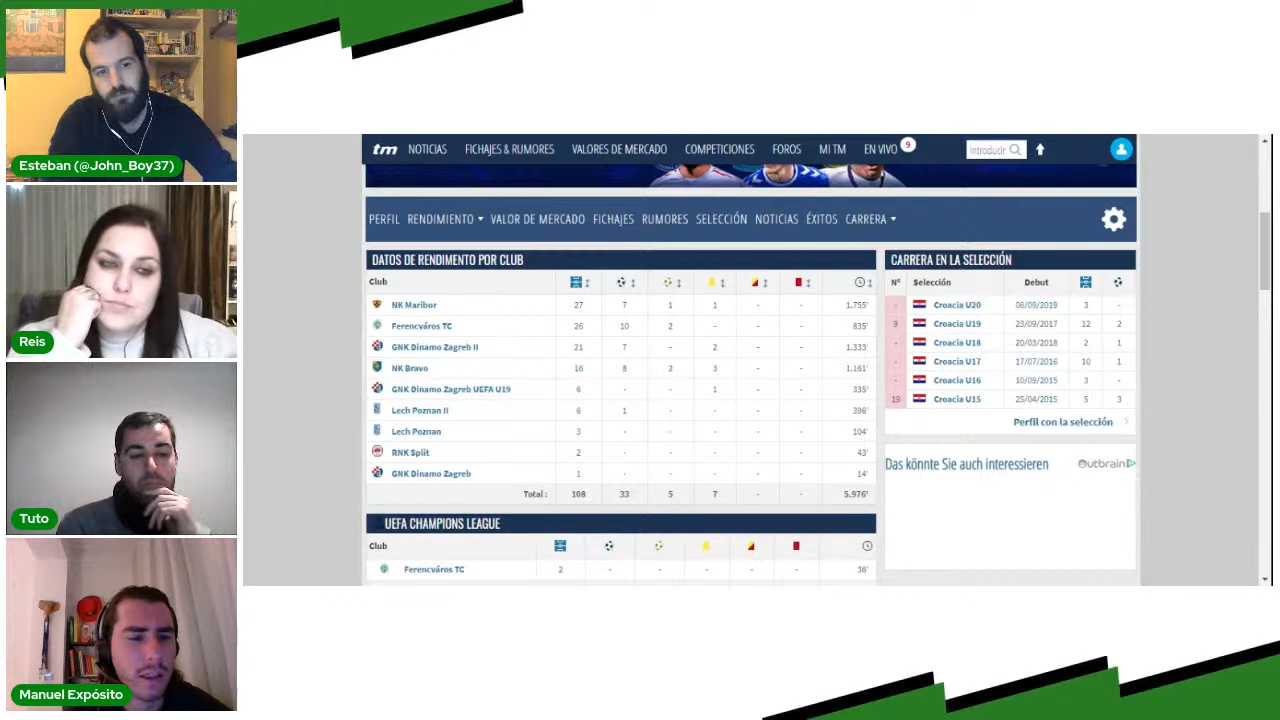 Esteban (@John_Boy37)
Reis
Tuto
Manuel Expósito
tm NOTICIAS FICHAJES & RUMORES VALORES DE MERCADO COMPETICIONES FOROS MI TM EN VIVO 9 Introducir
PERFIL RENDIMIENTO VALOR DE MERCADO FICHAJES RUMORES SELECCIÓN NOTICIAS ÉXITOS CARRERA
DATOS DE RENDIMIENTO POR CLUB
Club
NK Maribor 27 7 1 1 - - 1.755'
Ferencváros TC 26 10 2 - - - 835'
GNK Dinamo Zagreb II 21 7 - 2 - - 1.333'
NK Bravo 16 8 2 3 - - 1.161'
GNK Dinamo Zagreb UEFA U19 6 - - 1 - - 335'
Lech Poznan II 6 1 - - - - 396'
Lech Poznan 3 - - - - - 104'
RNK Split 2 - - - - - 43'
GNK Dinamo Zagreb 1 - - - - - 14'
Total : 108 33 5 7 - - 5.976'
UEFA CHAMPIONS LEAGUE
Club
Ferencváros TC 2 - - - - - 36'
CARRERA EN LA SELECCIÓN
Nº Selección Debut
- Croacia U20 06/09/2019 3 -
9 Croacia U19 23/09/2017 12 2
- Croacia U18 20/03/2018 2 1
- Croacia U17 17/07/2016 10 1
- Croacia U16 10/09/2015 3 -
19 Croacia U15 25/04/2015 5 3
Perfil con la selección
Das könnte Sie auch interessieren
Outbrain